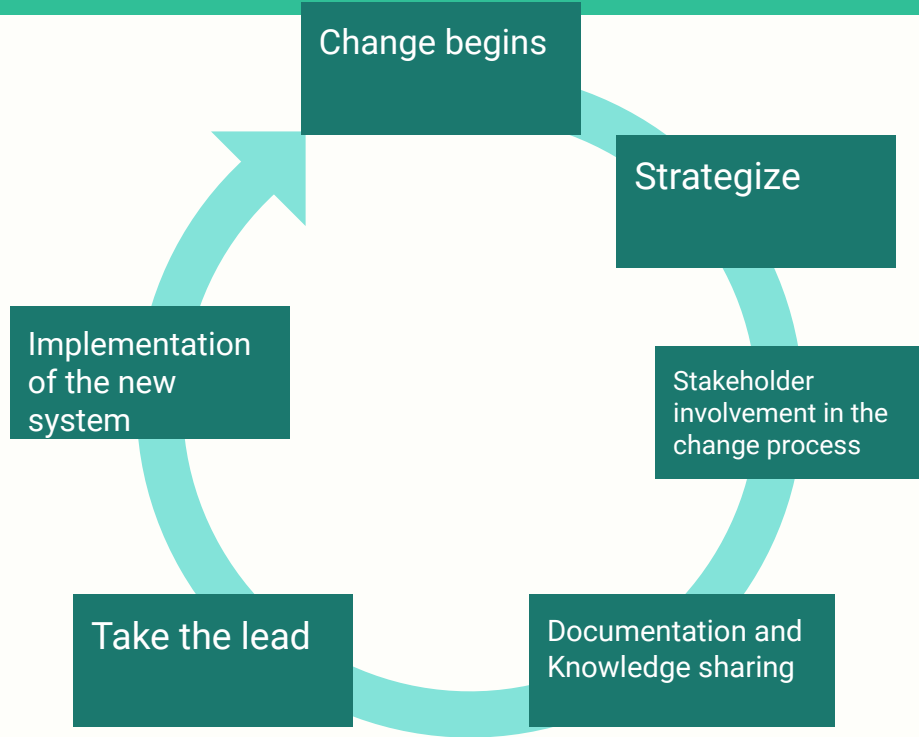 Change begins
Strategize
Stakeholder
involvement in the
change process
Documentation and
Knowledge sharing
Take the lead
Implementation
of the new
system